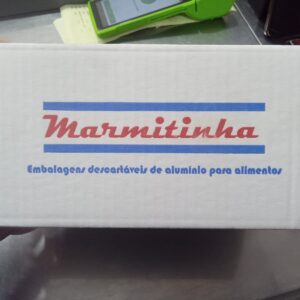 Marmitinha
Embalagens descartáveis de alumínio para alimentos